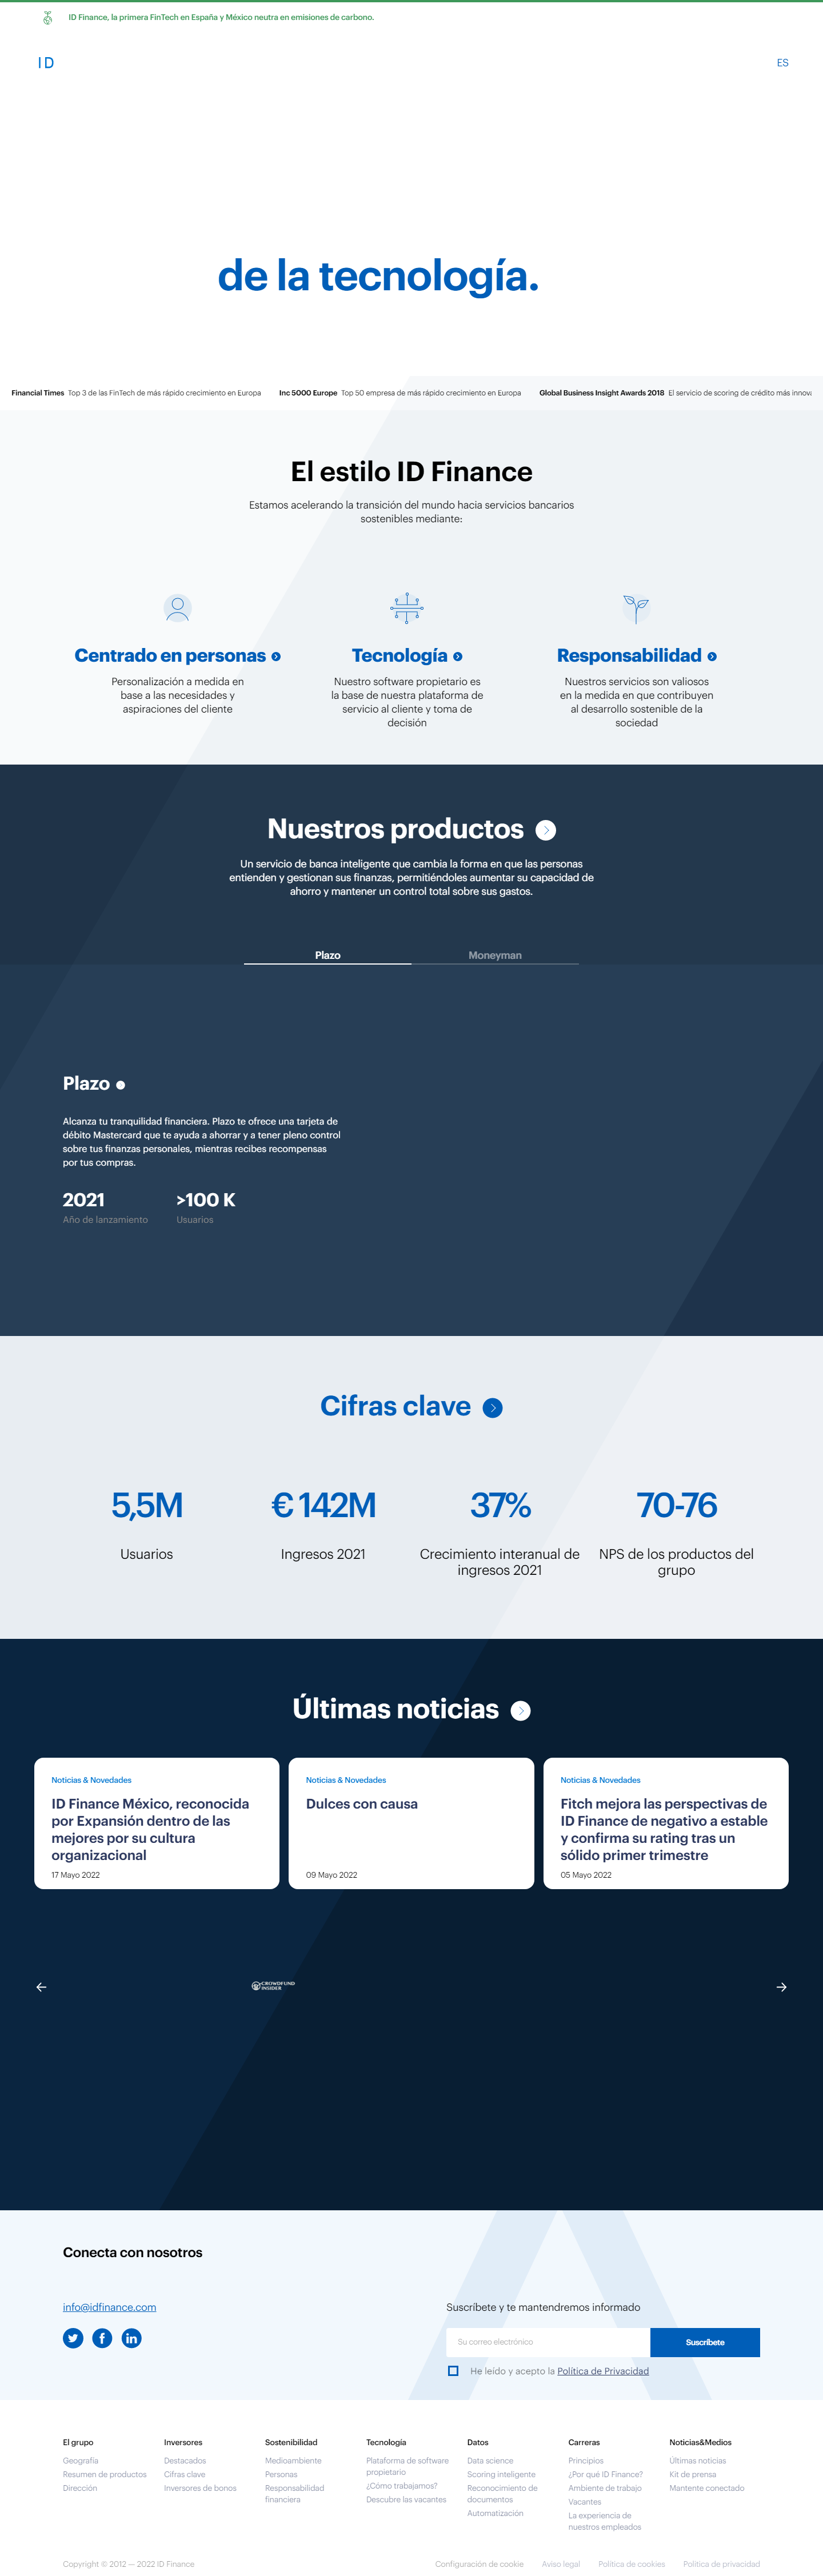 ID Finance, la primera FinTech en España y México neutra en emisiones de carbono.
ID
ES
de la tecnología.
Financial Times Top 3 de las FinTech de más rápido crecimiento en Europa
Inc 5000 Europe Top 50 empresa de más rápido crecimiento en Europa
Global Business Insight Awards 2018 El servicio de scoring de crédito más innova
El estilo ID Finance
Estamos acelerando la transición del mundo hacia servicios bancarios
sostenibles mediante:
Centrado en personas
Personalización a medida en
base a las necesidades y
aspiraciones del cliente
Tecnología
Nuestro software propietario es
la base de nuestra plataforma de
servicio al cliente y toma de
decisión
Responsabilidad
Nuestros servicios son valiosos
en la medida en que contribuyen
al desarrollo sostenible de la
sociedad
Nuestros productos
Un servicio de banca inteligente que cambia la forma en que las personas
entienden y gestionan sus finanzas, permitiéndoles aumentar su capacidad de
ahorro y mantener un control total sobre sus gastos.
Plazo
Moneyman
Plazo
Alcanza tu tranquilidad financiera. Plazo te ofrece una tarjeta de
débito Mastercard que te ayuda a ahorrar y a tener pleno control
sobre tus finanzas personales, mientras recibes recompensas
por tus compras.
2021
Año de lanzamiento
>100 K
Usuarios
Cifras clave
5,5M
Usuarios
€ 142M
Ingresos 2021
37%
Crecimiento interanual de
ingresos 2021
70-76
NPS de los productos del
grupo
Últimas noticias
Noticias & Novedades
ID Finance México, reconocida
por Expansión dentro de las
mejores por su cultura
organizacional
17 Mayo 2022
Noticias & Novedades
Dulces con causa
09 Mayo 2022
Noticias & Novedades
Fitch mejora las perspectivas de
ID Finance de negativo a estable
y confirma su rating tras un
sólido primer trimestre
05 Mayo 2022
CROWDFUND
INSIDER
Conecta con nosotros
info@idfinance.com
Suscríbete y te mantendremos informado
Su correo electrónico
Suscríbete
He leído y acepto la Política de Privacidad
El grupo
Geografía
Resumen de productos
Dirección
Inversores
Destacados
Cifras clave
Inversores de bonos
Sostenibilidad
Medioambiente
Personas
Responsabilidad
financiera
Tecnología
Plataforma de software
propietario
¿Cómo trabajamos?
Descubre las vacantes
Datos
Data science
Scoring inteligente
Reconocimiento de
documentos
Automatización
Carreras
Principios
¿Por qué ID Finance?
Ambiente de trabajo
Vacantes
La experiencia de
nuestros empleados
Noticias&Medios
Últimas noticias
Kit de prensa
Mantente conectado
Copyright © 2012 — 2022 ID Finance
Configuración de cookie
Aviso legal
Política de cookies
Política de privacidad